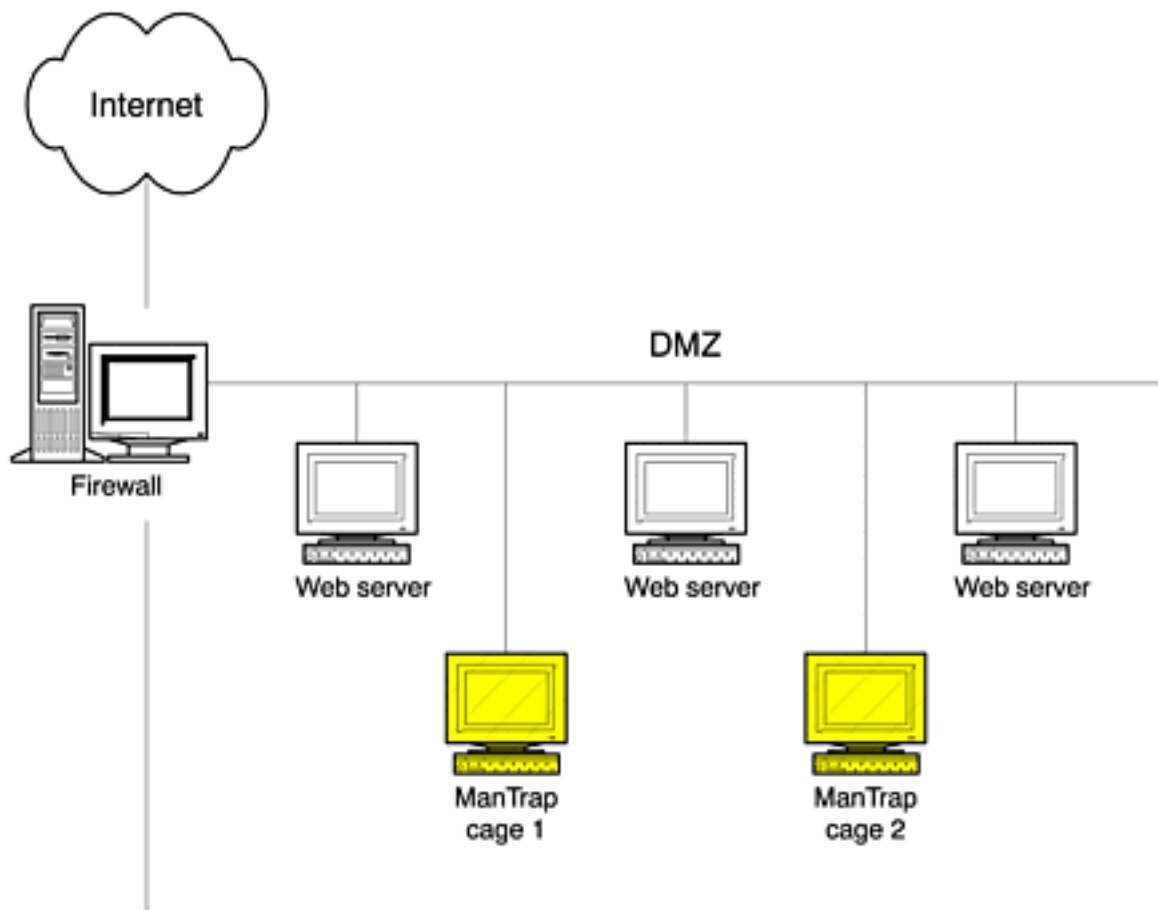 Internet
DMZ
Firewall
Web server
Web server
Web server
ManTrap
cage 1
ManTrap
cage 2